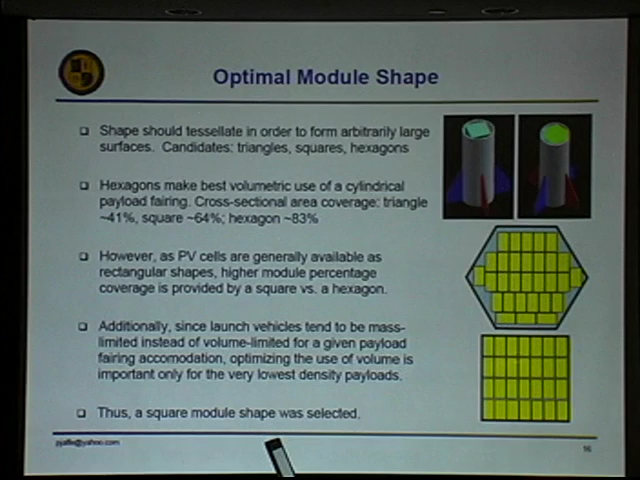 Optimal Module Shape
Shape should tessellate in order to form arbitrarily large
surfaces. Candidates: triangles, squares, hexagons
Hexagons make best volumetric use of a cylindrical
payload fairing. Cross-sectional area coverage: triangle
~41%, square ~64%; hexagon ~83%
However, as PV cells are generally available as
rectangular shapes, higher module percentage
coverage is provided by a square vs. a hexagon.
Additionally, since launch vehicles tend to be mass-
limited instead of volume-limited for a given payload
fairing accomodation, optimizing the use of volume is
important only for the very lowest density payloads.
Thus, a square module shape was selected.
pjaffe@yahoo.com
16